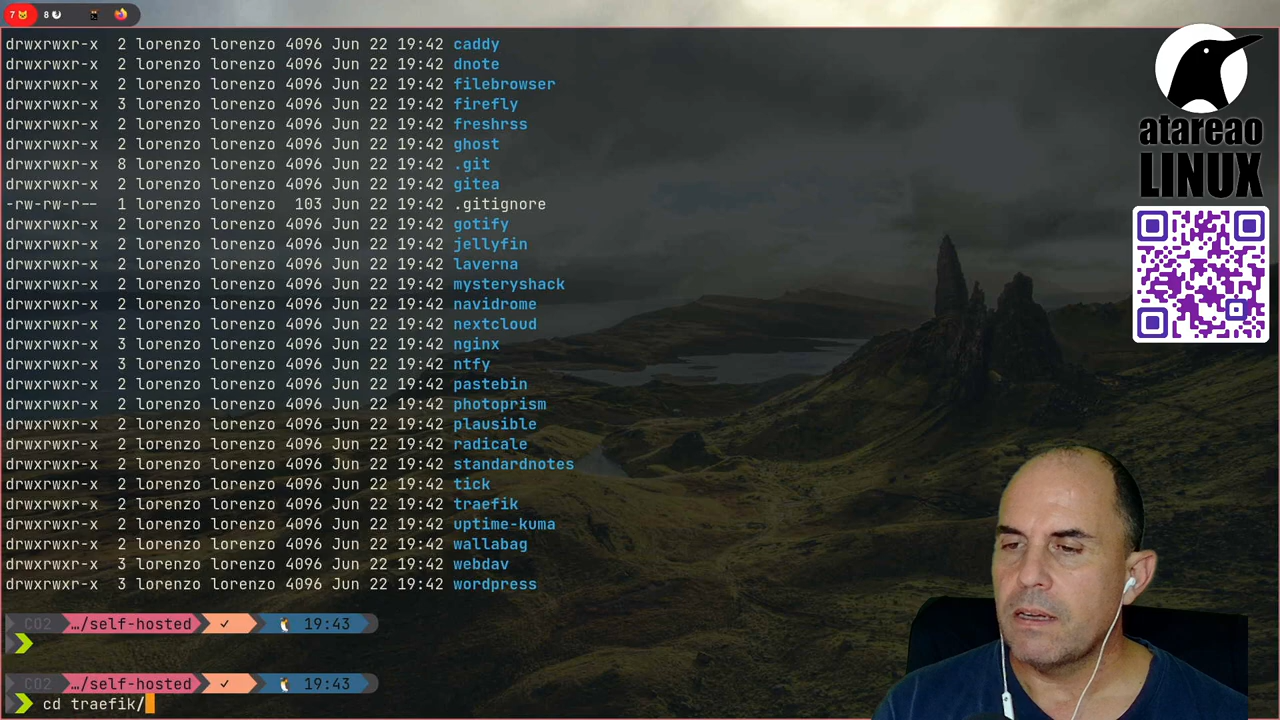 7 8
drwxrwxr-x 2 lorenzo lorenzo 4096 Jun 22 19:42 caddy
drwxrwxr-x 2 lorenzo lorenzo 4096 Jun 22 19:42 dnote
drwxrwxr-x 2 lorenzo lorenzo 4096 Jun 22 19:42 filebrowser
drwxrwxr-x 3 lorenzo lorenzo 4096 Jun 22 19:42 firefly
drwxrwxr-x 2 lorenzo lorenzo 4096 Jun 22 19:42 freshrss
drwxrwxr-x 2 lorenzo lorenzo 4096 Jun 22 19:42 ghost
drwxrwxr-x 8 lorenzo lorenzo 4096 Jun 22 19:42 .git
drwxrwxr-x 2 lorenzo lorenzo 4096 Jun 22 19:42 gitea
-rw-rw-r-- 1 lorenzo lorenzo 103 Jun 22 19:42 .gitignore
drwxrwxr-x 2 lorenzo lorenzo 4096 Jun 22 19:42 gotify
drwxrwxr-x 2 lorenzo lorenzo 4096 Jun 22 19:42 jellyfin
drwxrwxr-x 2 lorenzo lorenzo 4096 Jun 22 19:42 laverna
drwxrwxr-x 2 lorenzo lorenzo 4096 Jun 22 19:42 mysteryshack
drwxrwxr-x 2 lorenzo lorenzo 4096 Jun 22 19:42 navidrome
drwxrwxr-x 2 lorenzo lorenzo 4096 Jun 22 19:42 nextcloud
drwxrwxr-x 3 lorenzo lorenzo 4096 Jun 22 19:42 nginx
drwxrwxr-x 3 lorenzo lorenzo 4096 Jun 22 19:42 ntfy
drwxrwxr-x 2 lorenzo lorenzo 4096 Jun 22 19:42 pastebin
drwxrwxr-x 2 lorenzo lorenzo 4096 Jun 22 19:42 photoprism
drwxrwxr-x 2 lorenzo lorenzo 4096 Jun 22 19:42 plausible
drwxrwxr-x 2 lorenzo lorenzo 4096 Jun 22 19:42 radicale
drwxrwxr-x 2 lorenzo lorenzo 4096 Jun 22 19:42 standardnotes
drwxrwxr-x 2 lorenzo lorenzo 4096 Jun 22 19:42 tick
drwxrwxr-x 2 lorenzo lorenzo 4096 Jun 22 19:42 traefik
drwxrwxr-x 2 lorenzo lorenzo 4096 Jun 22 19:42 uptime-kuma
drwxrwxr-x 2 lorenzo lorenzo 4096 Jun 22 19:42 wallabag
drwxrwxr-x 3 lorenzo lorenzo 4096 Jun 22 19:42 webdav
drwxrwxr-x 3 lorenzo lorenzo 4096 Jun 22 19:42 wordpress
CO2 …/self-hosted ✓ 19:43
CO2 …/self-hosted ✓ 19:43
cd traefik/
atareao
LINUX